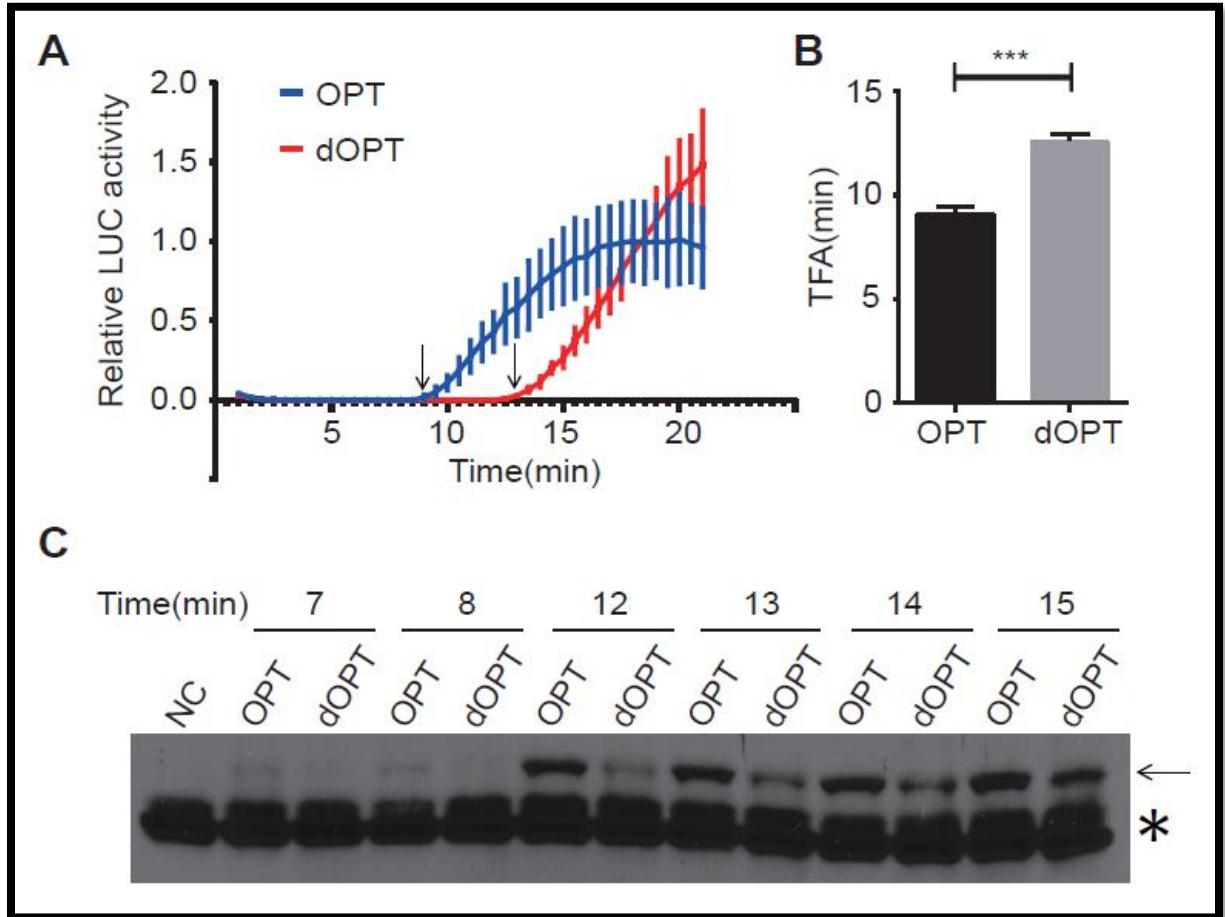 A
Relative LUC activity
2.0
1.5
1.0
0.5
0.0
OPT
dOPT
5
10
15
20
Time(min)
B
***
TFA(min)
15
10
5
0
OPT
dOPT
C
Time(min) 7 8 12 13 14 15
NC OPT dOPT OPT dOPT OPT dOPT OPT dOPT OPT dOPT OPT dOPT
*